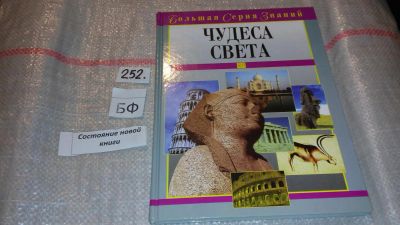 252.
БФ
Состояние новой
книги
Большая Серия Знаний
ЧУДЕСА
СВЕТА